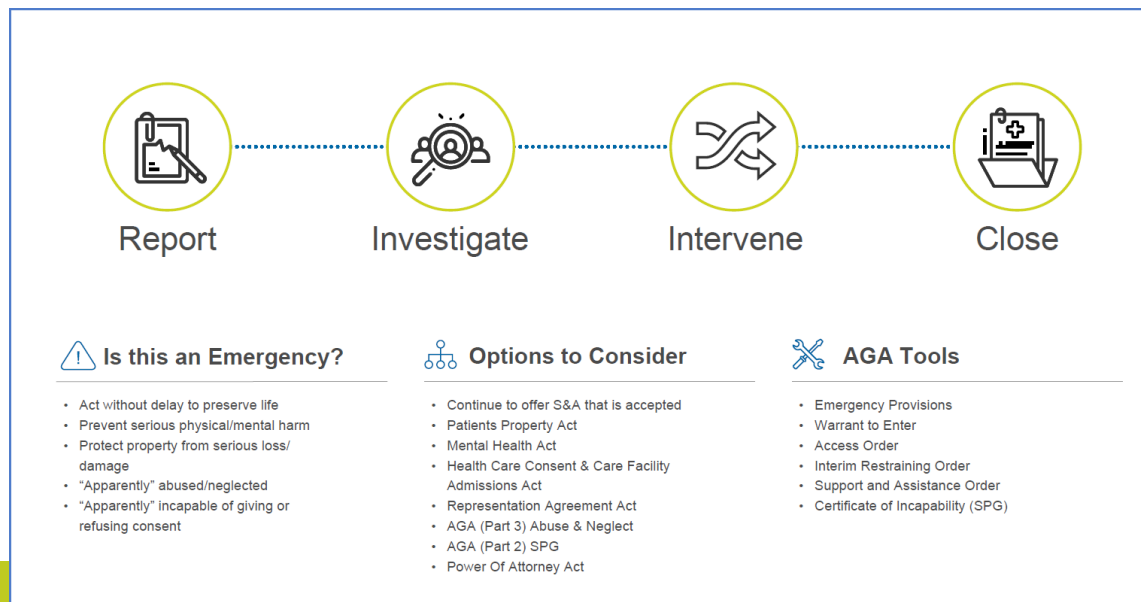 Report
Investigate
Intervene
Close
Is this an Emergency?
• Act without delay to preserve life
• Prevent serious physical/mental harm
• Protect property from serious loss/
damage
• “Apparently” abused/neglected
• “Apparently” incapable of giving or
refusing consent
Options to Consider
• Continue to offer S&A that is accepted
• Patients Property Act
• Mental Health Act
• Health Care Consent & Care Facility
Admissions Act
• Representation Agreement Act
• AGA (Part 3) Abuse & Neglect
• AGA (Part 2) SPG
• Power Of Attorney Act
AGA Tools
• Emergency Provisions
• Warrant to Enter
• Access Order
• Interim Restraining Order
• Support and Assistance Order
• Certificate of Incapability (SPG)